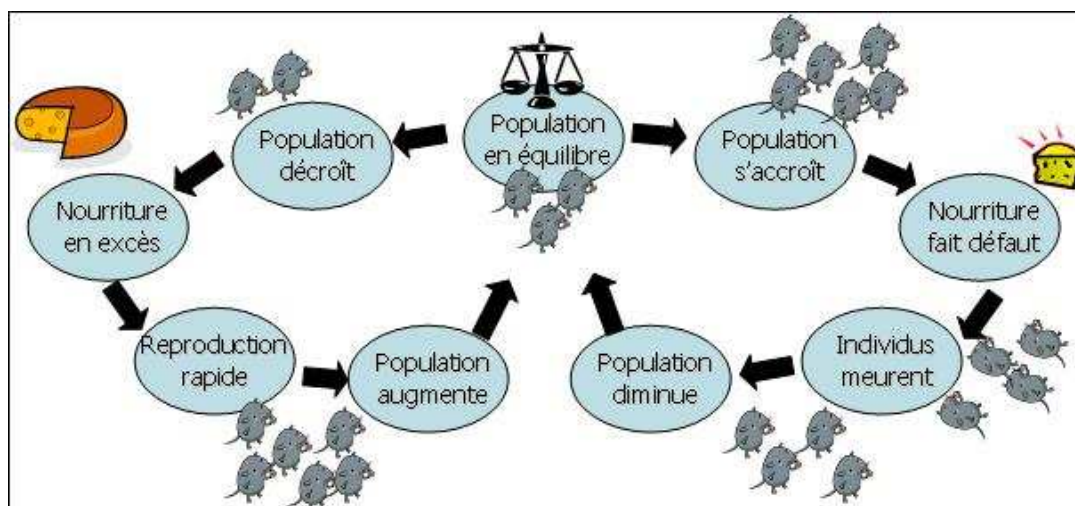 Population
en équilibre
Population
décroît
Nourriture
en excès
Reproduction
rapide
Population
augmente
Population
s'accroît
Nourriture
fait défaut
Individus
meurent
Population
diminue